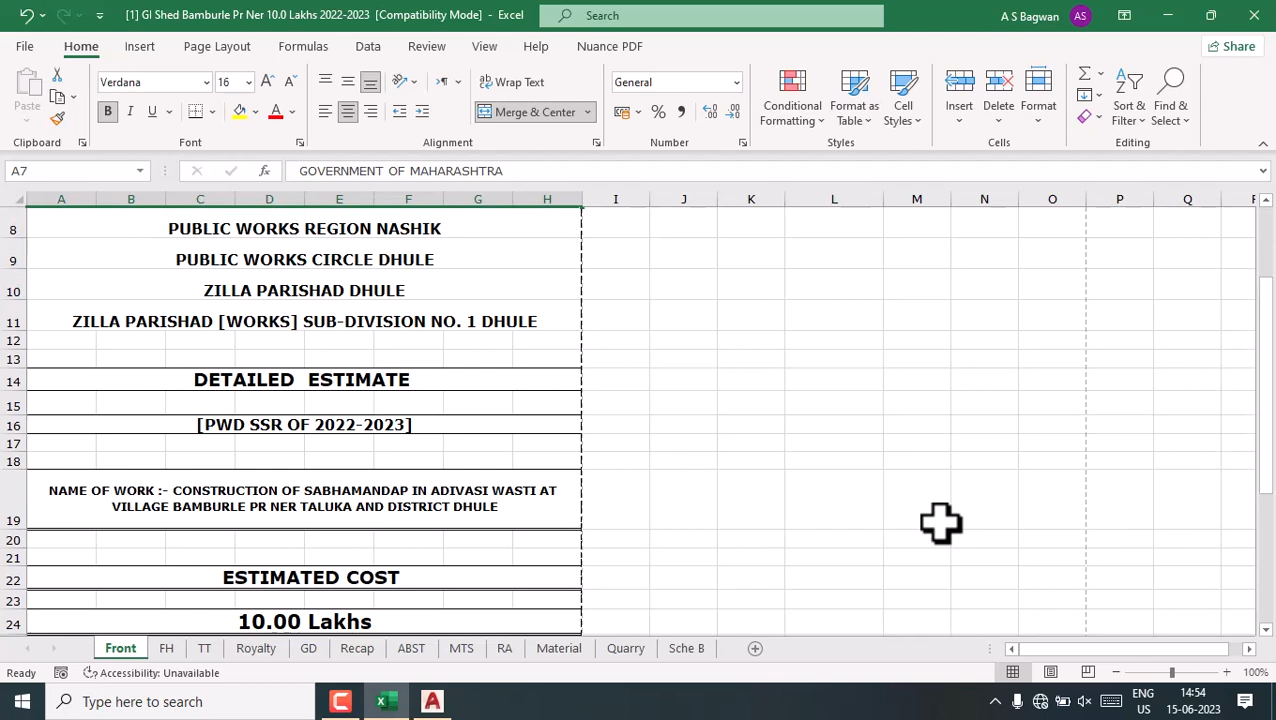 [1] GI Shed Bamburle Pr Ner 10.0 Lakhs 2022-2023 [Compatibility Mode] - Excel
Search
A S Bagwan
AS
File Home Insert Page Layout Formulas Data Review View Help Nuance PDF
Share
Paste
Clipboard
Verdana 16
B I U
Font
Wrap Text
Merge & Center
Alignment
General
Number
Conditional Formatting
Format as Table
Cell Styles
Styles
Insert Delete Format
Cells
Sort & Filter
Find & Select
Editing
A7
GOVERNMENT OF MAHARASHTRA
A B C D E F G H I J K L M N O P Q
8 PUBLIC WORKS REGION NASHIK
9 PUBLIC WORKS CIRCLE DHULE
10 ZILLA PARISHAD DHULE
11 ZILLA PARISHAD [WORKS] SUB-DIVISION NO. 1 DHULE
12
13
14 DETAILED ESTIMATE
15
16 [PWD SSR OF 2022-2023]
17
18
NAME OF WORK :- CONSTRUCTION OF SABHAMANDAP IN ADIVASI WASTI AT
19 VILLAGE BAMBURLE PR NER TALUKA AND DISTRICT DHULE
20
21
22 ESTIMATED COST
23
24 10.00 Lakhs
Front FH TT Royalty GD Recap ABST MTS RA Material Quarry Sche B
Ready
Accessibility: Unavailable
100%
Type here to search
ENG
US
14:54
15-06-2023